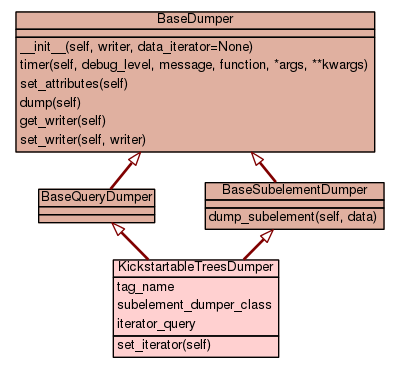 BaseDumper
__init__(self, writer, data_iterator=None)
timer(self, debug_level, message, function, *args, **kwargs)
set_attributes(self)
dump(self)
get_writer(self)
set_writer(self, writer)
BaseQueryDumper
BaseSubelementDumper
dump_subelement(self, data)
KickstartableTreesDumper
tag_name
subelement_dumper_class
iterator_query
set_iterator(self)